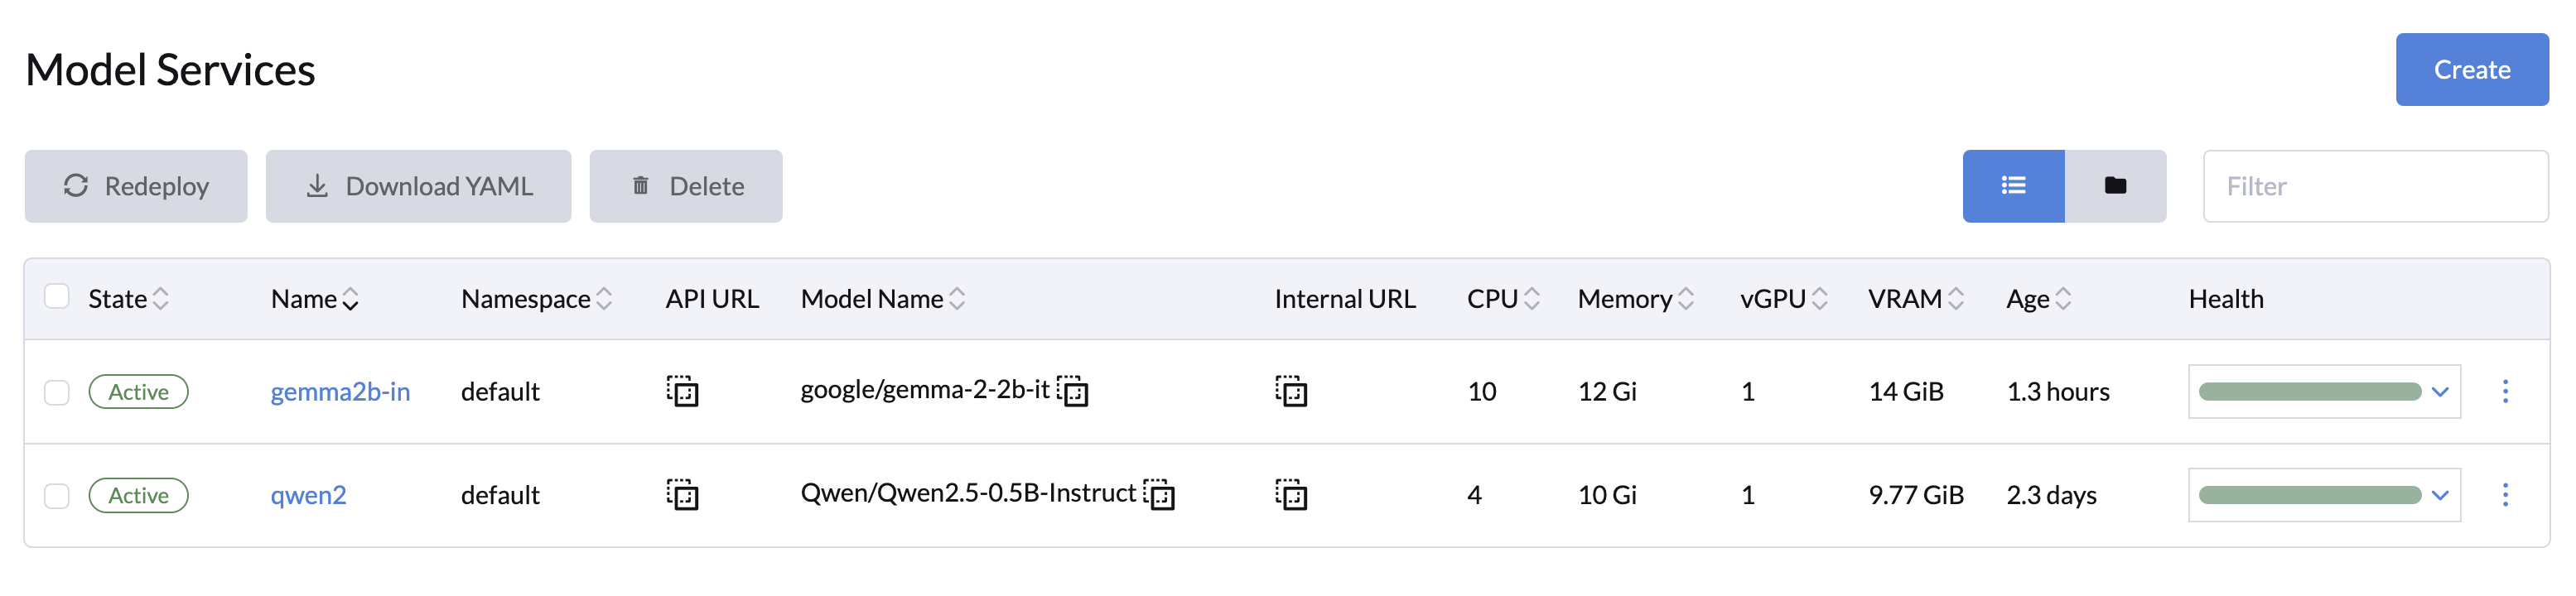 Model Services
Create
Redeploy Download YAML Delete Filter
State Name Namespace API URL Model Name Internal URL CPU Memory vGPU VRAM Age Health
Active gemma2b-in default google/gemma-2-2b-it 10 12 Gi 1 14 GiB 1.3 hours
Active qwen2 default Qwen/Qwen2.5-0.5B-Instruct 4 10 Gi 1 9.77 GiB 2.3 days